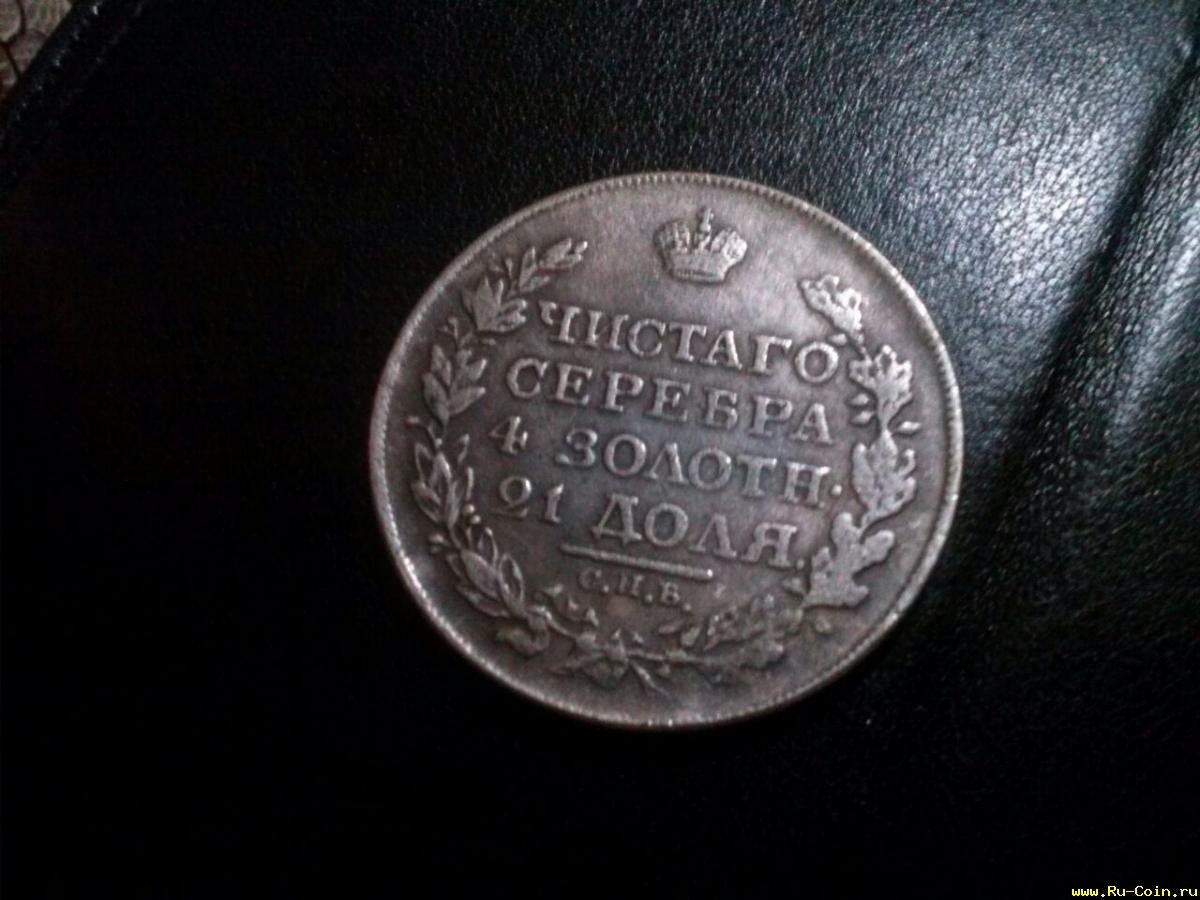 ЧИСТАГО
СЕРЕБРА
4 ЗОЛОТН.
21 ДОЛЯ.
С.П.Б.
www.Ru-Coin.ru